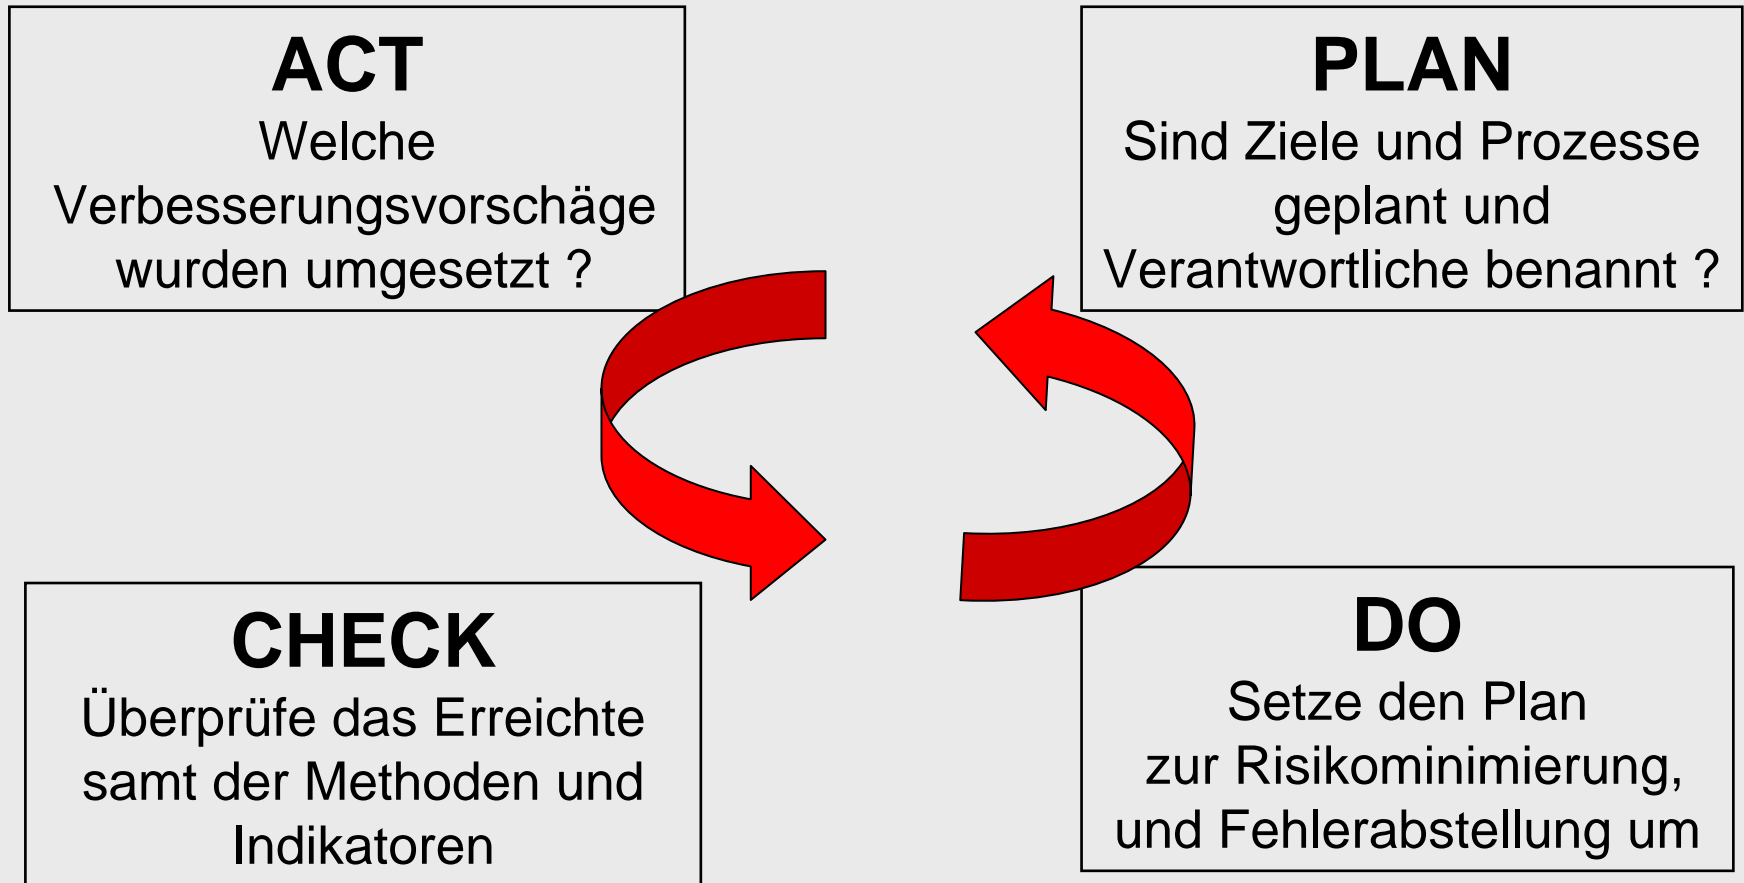 ACT
Welche
Verbesserungsvorschäge
wurden umgesetzt ?
PLAN
Sind Ziele und Prozesse
geplant und
Verantwortliche benannt ?
CHECK
Überprüfe das Erreichte
samt der Methoden und
Indikatoren
DO
Setze den Plan
zur Risikominimierung,
und Fehlerabstellung um